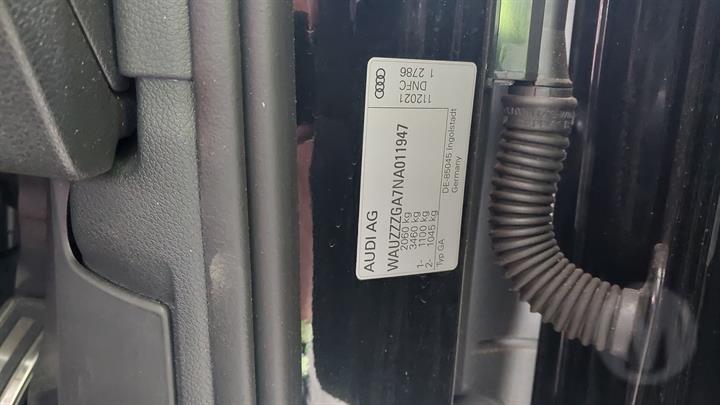 AUDI AG
WAUZZZGA7NA011947
2060 kg
3460 kg
1- 1100 kg
2- 1045 kg
Typ GA
112021
DNFC
1 2786
DE-85045 Ingolstadt
Germany